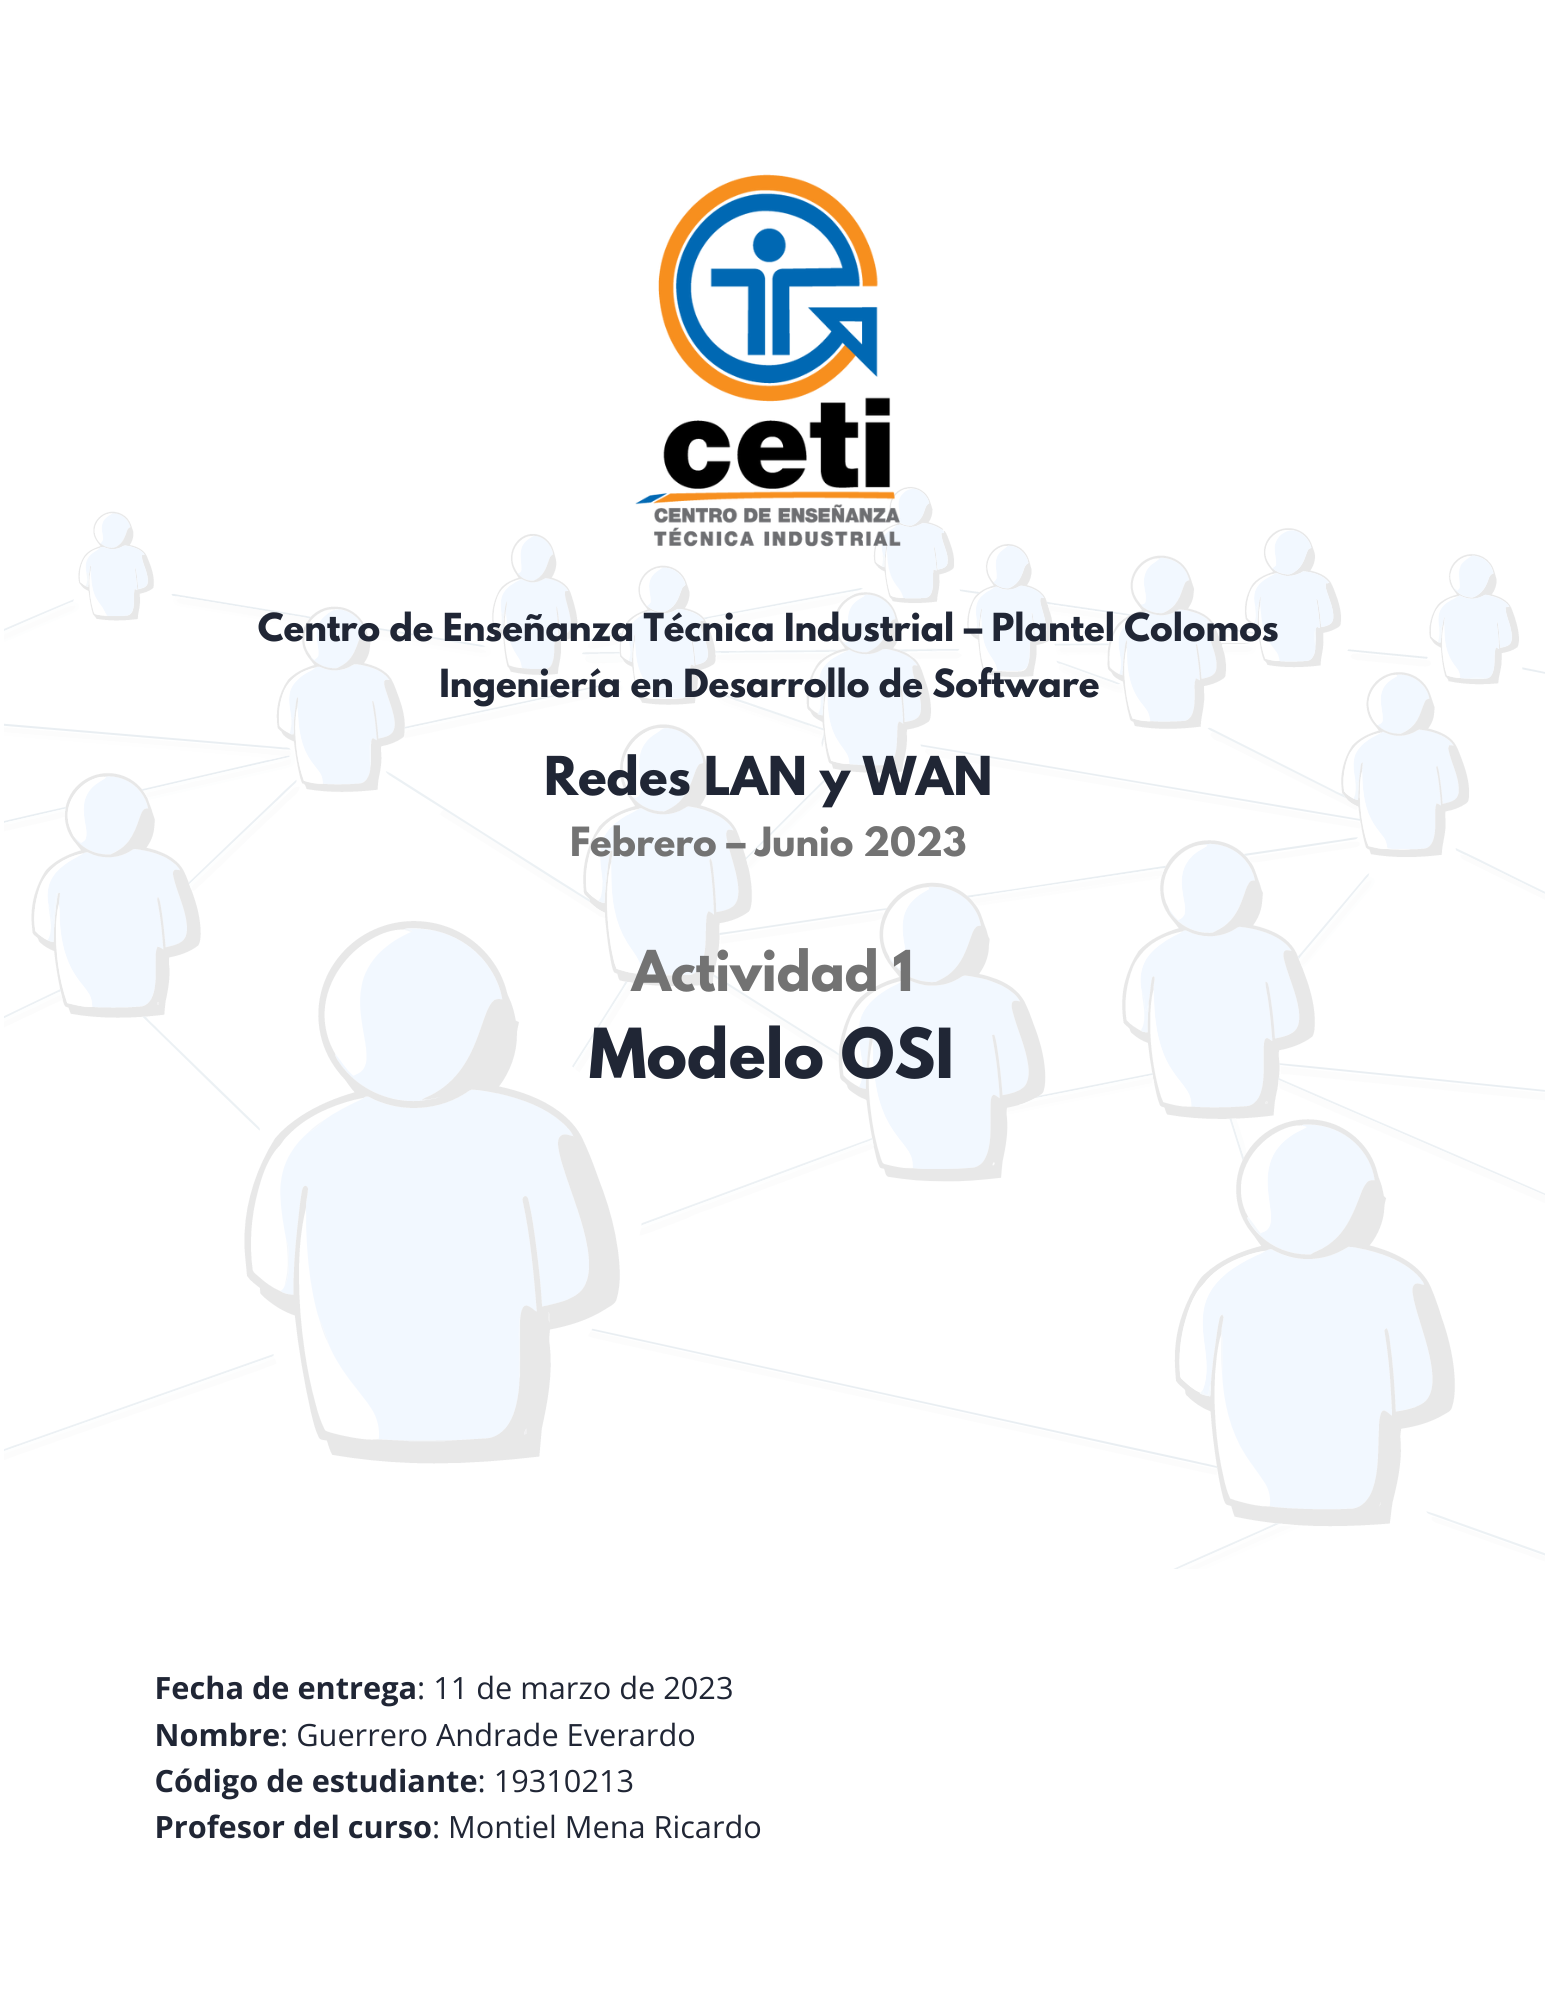 ceti
CENTRO DE ENSEÑANZA
TÉCNICA INDUSTRIAL
Centro de Enseñanza Técnica Industrial – Plantel Colomos
Ingeniería en Desarrollo de Software
Redes LAN y WAN
Febrero – Junio 2023
Actividad 1
Modelo OSI
Fecha de entrega: 11 de marzo de 2023
Nombre: Guerrero Andrade Everardo
Código de estudiante: 19310213
Profesor del curso: Montiel Mena Ricardo